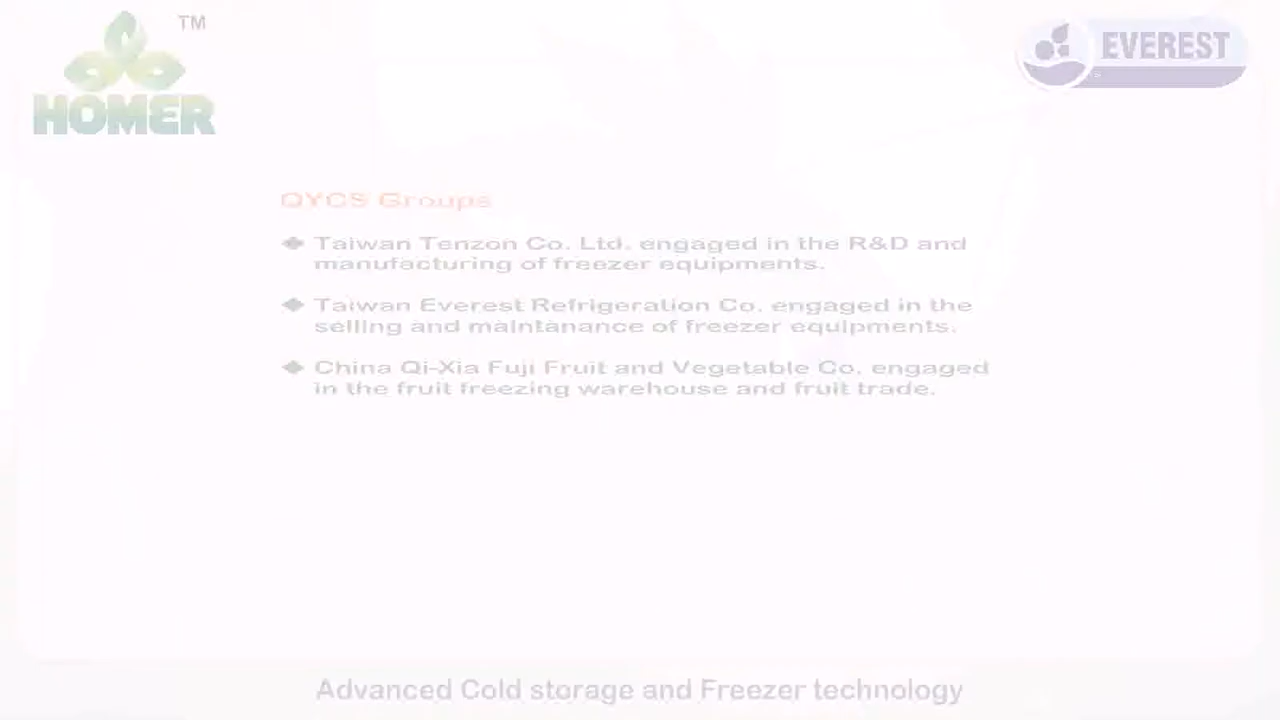 TM
HOMER
EVEREST
QYCS Groups
❖ Taiwan Tenzon Co. Ltd. engaged in the R&D and
manufacturing of freezer equipments.
❖ Taiwan Everest Refrigeration Co. engaged in the
selling and maintanance of freezer equipments.
❖ China Qi-Xia Fuji Fruit and Vegetable Co. engaged
in the fruit freezing warehouse and fruit trade.
Advanced Cold storage and Freezer technology